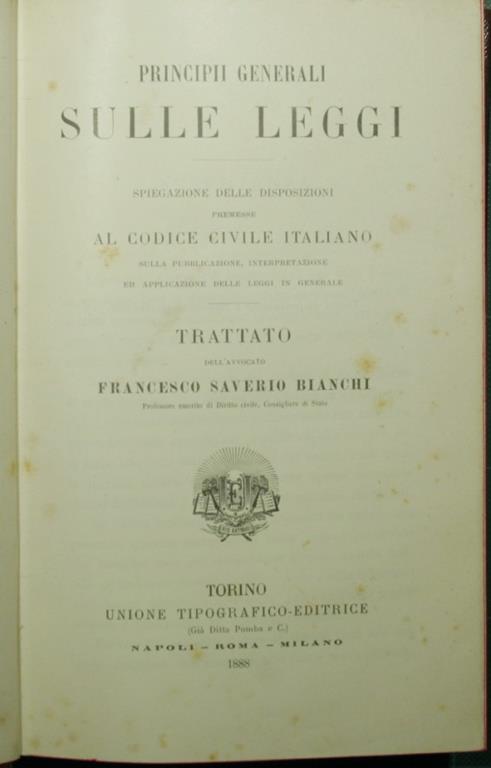 PRINCIPII GENERALI
SULLE LEGGI
SPIEGAZIONE DELLE DISPOSIZIONI
PREMESSE
AL CODICE CIVILE ITALIANO
SULLA PUBBLICAZIONE, INTERPRETAZIONE
ED APPLICAZIONE DELLE LEGGI IN GENERALE
TRATTATO
DELL'AVVOCATO
FRANCESCO SAVERIO BIANCHI
Professore emerito di Diritto civile, Consigliere di Stato
TORINO
UNIONE TIPOGRAFICO-EDITRICE
(Già Ditta Pomba e C.)
NAPOLI - ROMA - MILANO
1888